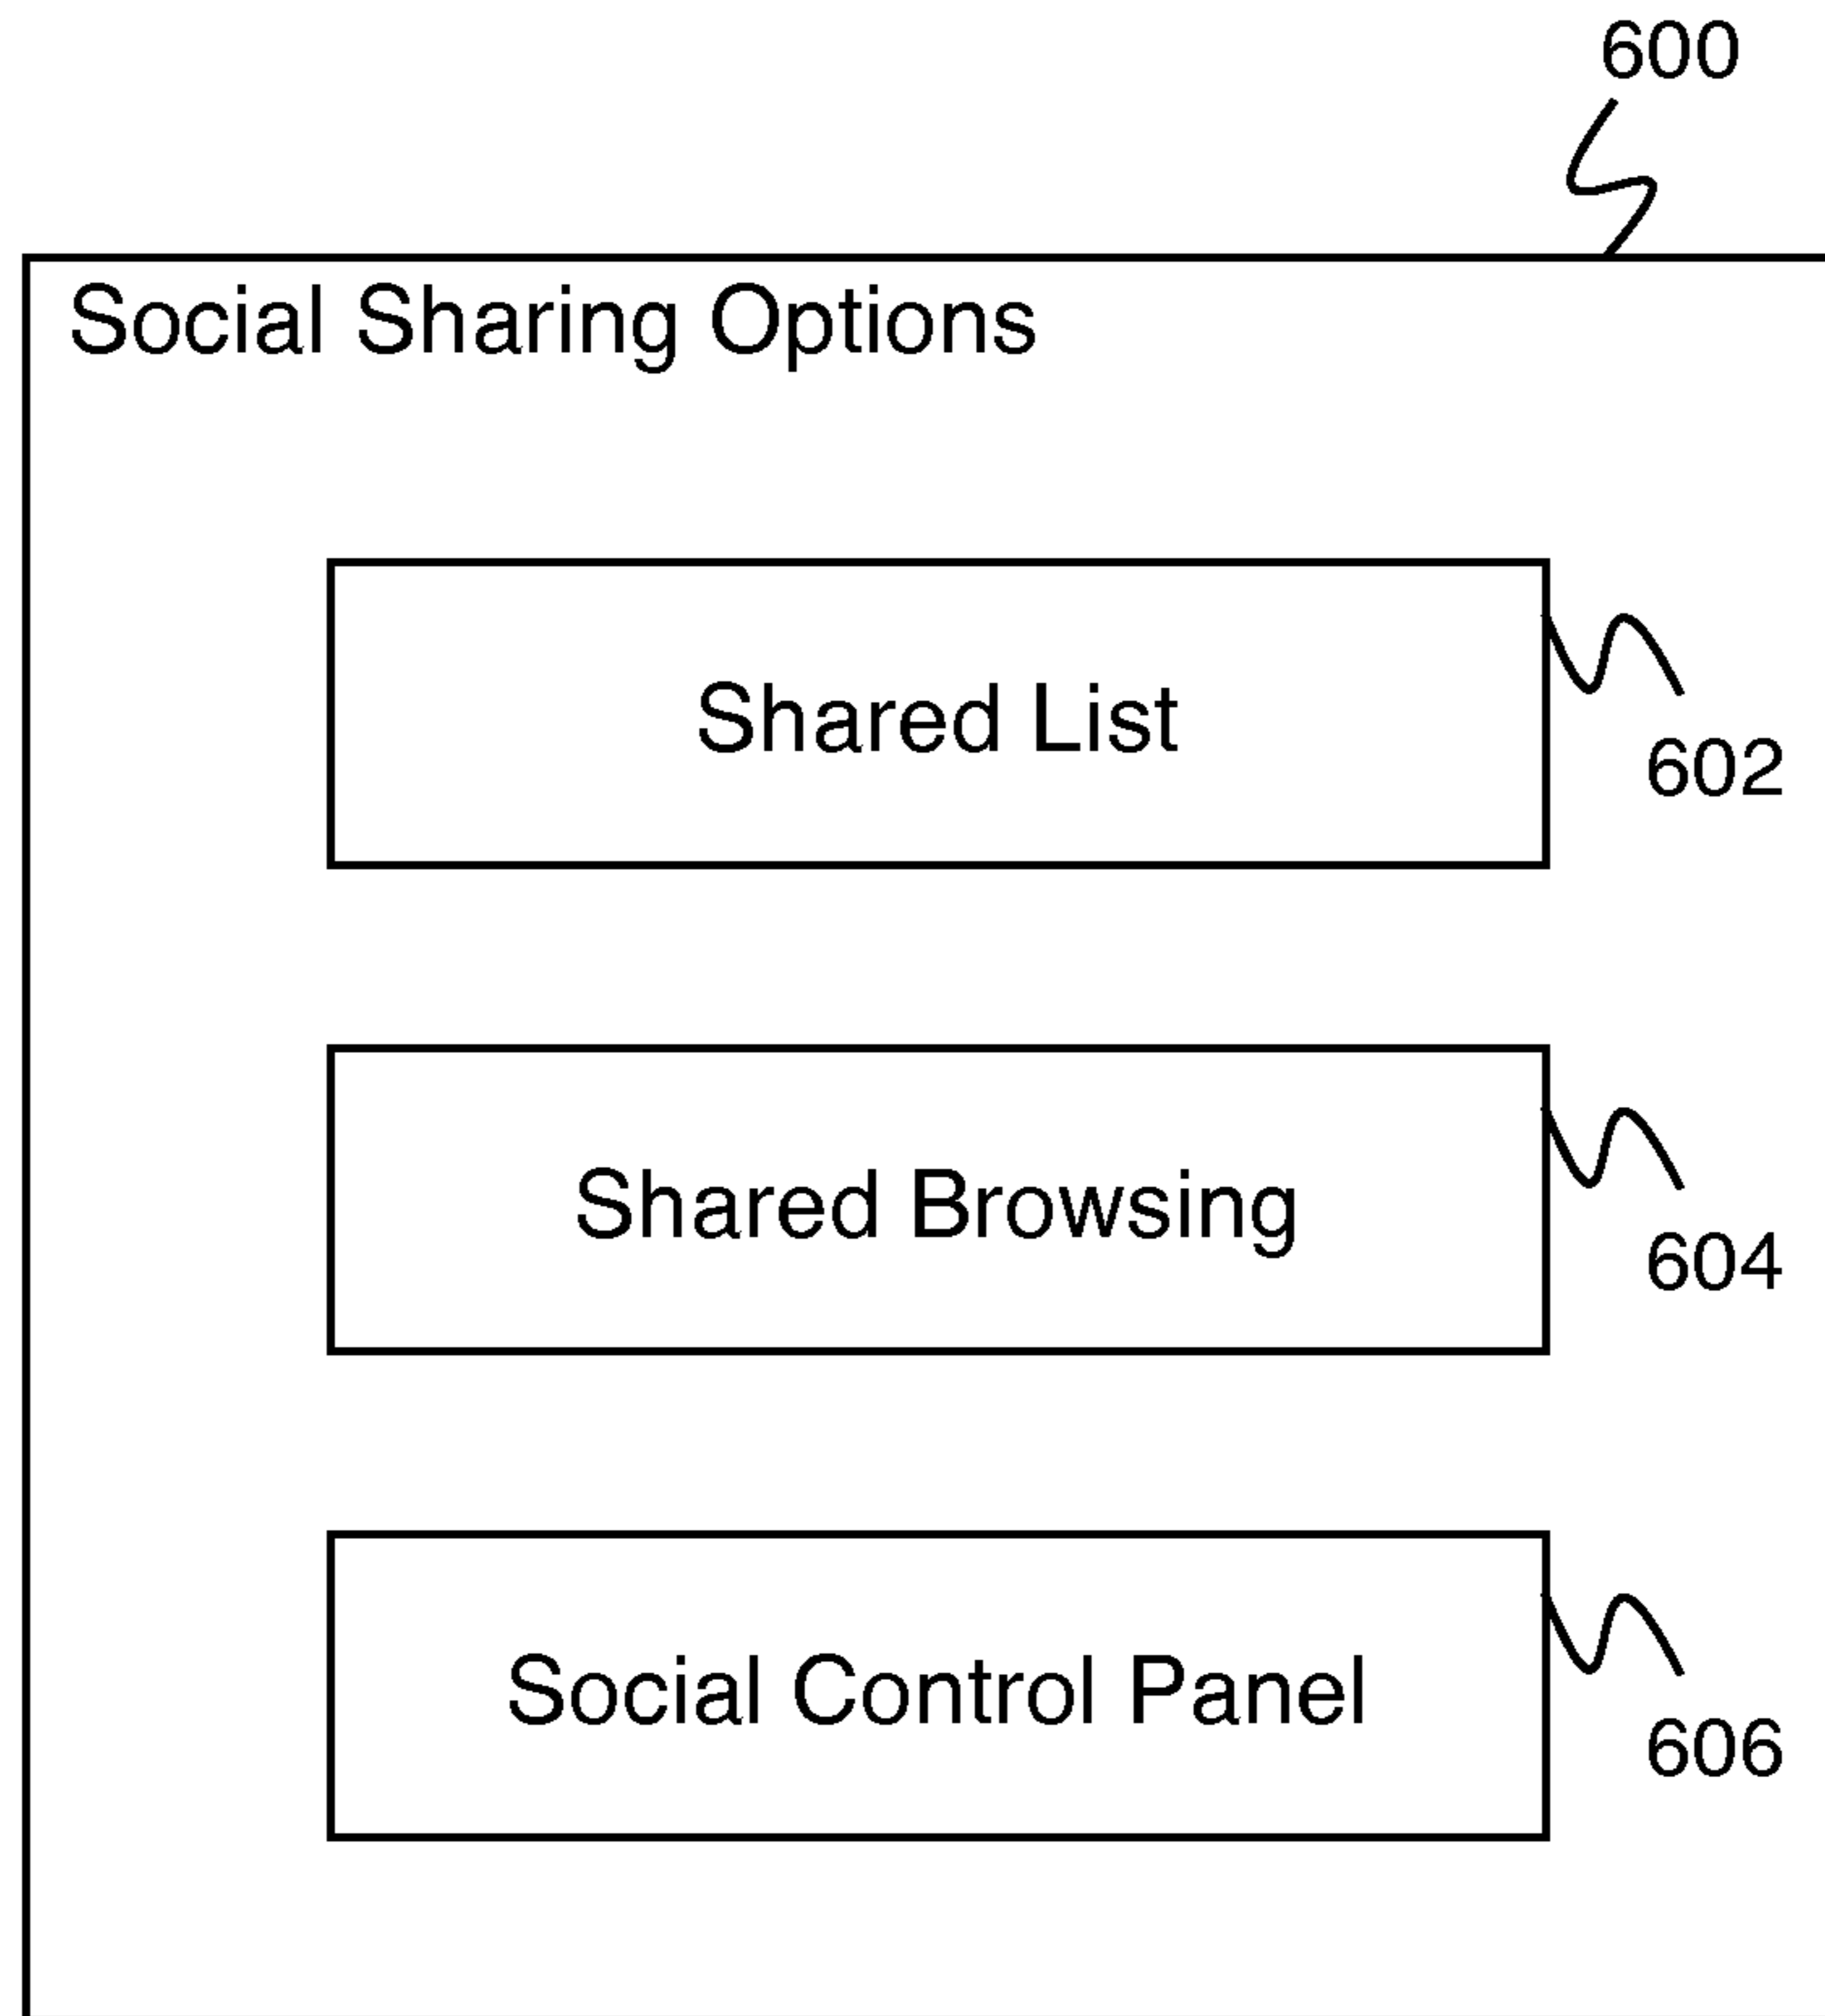 600
Social Sharing Options
Shared List
602
Shared Browsing
604
Social Control Panel
606